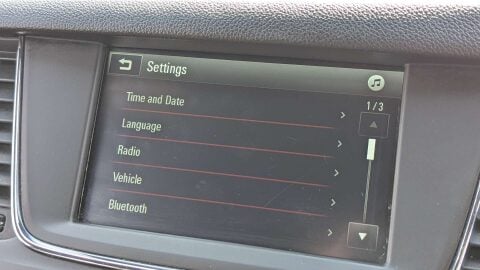 Settings
1/3
Time and Date
Language
Radio
Vehicle
Bluetooth